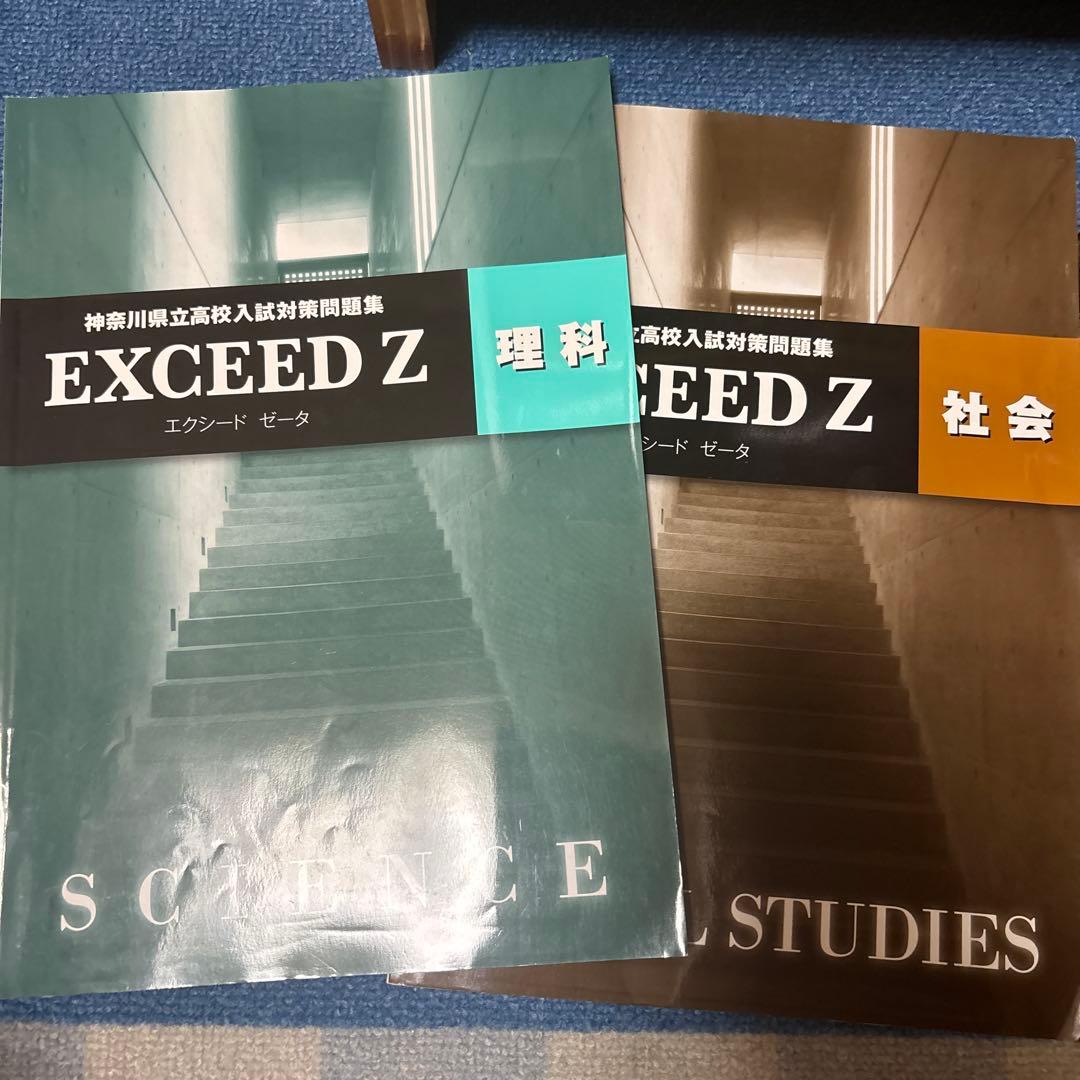 神奈川県立高校入試対策問題集
EXCEED Z
エクシード ゼータ
理科
SCIENCE
立高校入試対策問題集
CEED Z
シード ゼータ
社会
L STUDIES